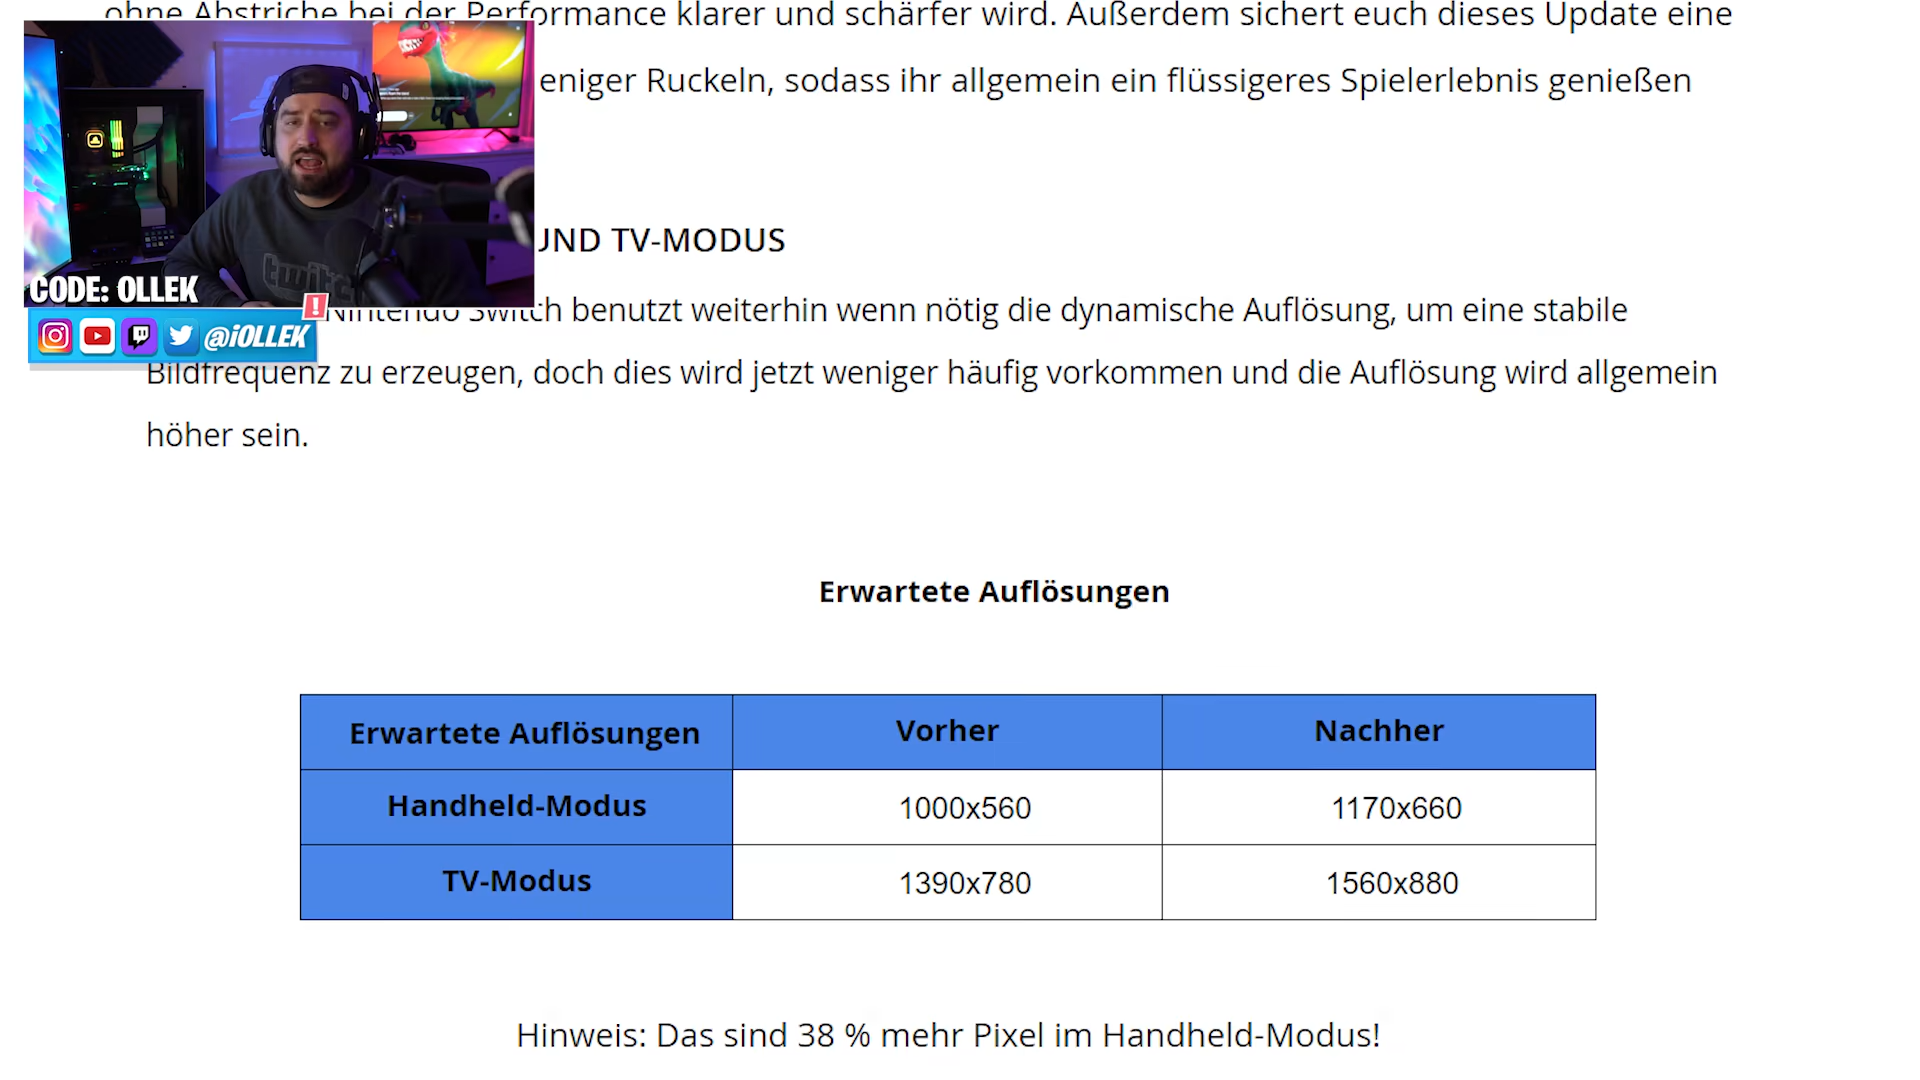 ohne Abstriche bei der Performance klarer und schärfer wird. Außerdem sichert euch dieses Update eine
eniger Ruckeln, sodass ihr allgemein ein flüssigeres Spielerlebnis genießen
UND TV-MODUS
CODE: OLLEK
!
@iOLLEK
Nintendo Switch benutzt weiterhin wenn nötig die dynamische Auflösung, um eine stabile
Bildfrequenz zu erzeugen, doch dies wird jetzt weniger häufig vorkommen und die Auflösung wird allgemein
höher sein.
Erwartete Auflösungen
Erwartete Auflösungen Vorher Nachher
Handheld-Modus 1000x560 1170x660
TV-Modus 1390x780 1560x880
Hinweis: Das sind 38 % mehr Pixel im Handheld-Modus!